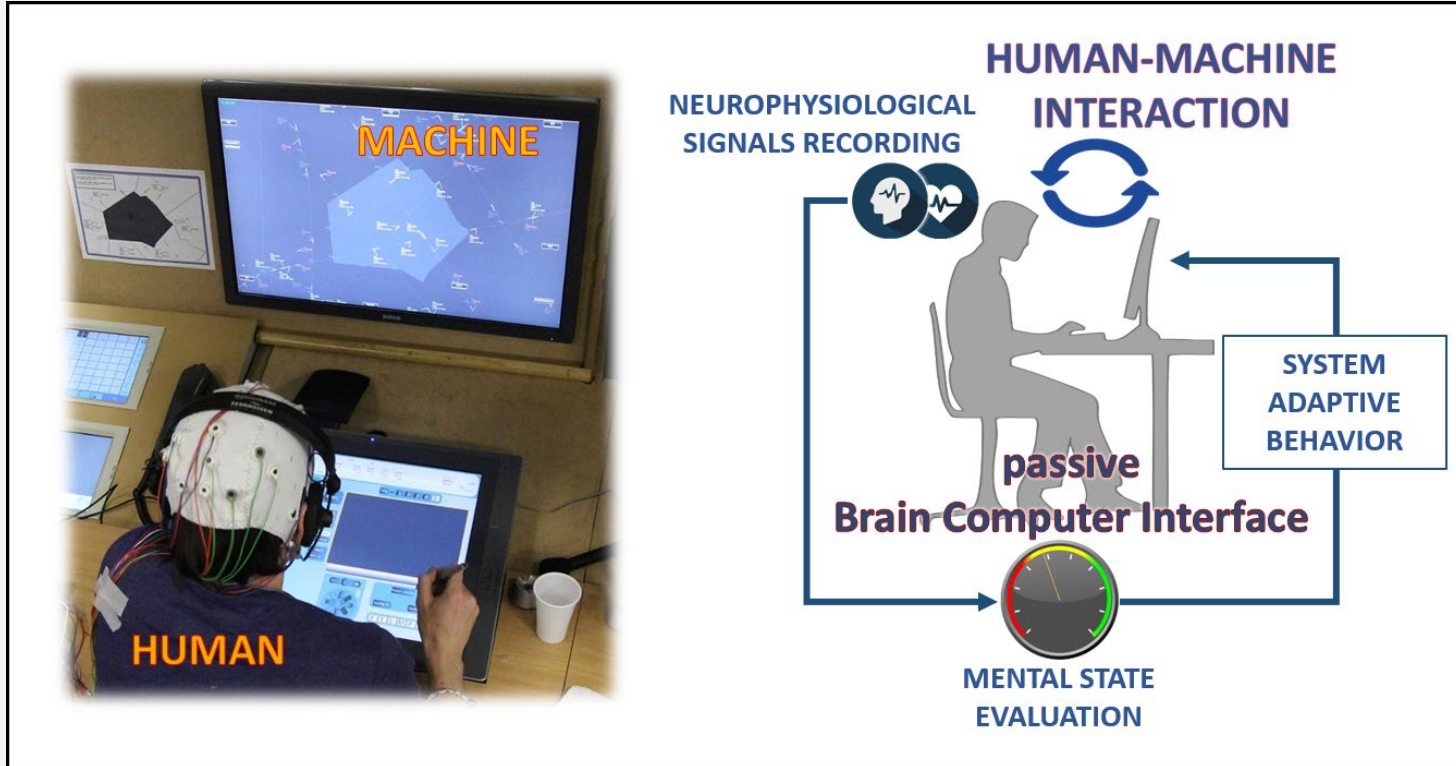 MACHINE
HUMAN
HUMAN-MACHINE
INTERACTION
NEUROPHYSIOLOGICAL
SIGNALS RECORDING
SYSTEM
ADAPTIVE
BEHAVIOR
passive
Brain Computer Interface
MENTAL STATE
EVALUATION